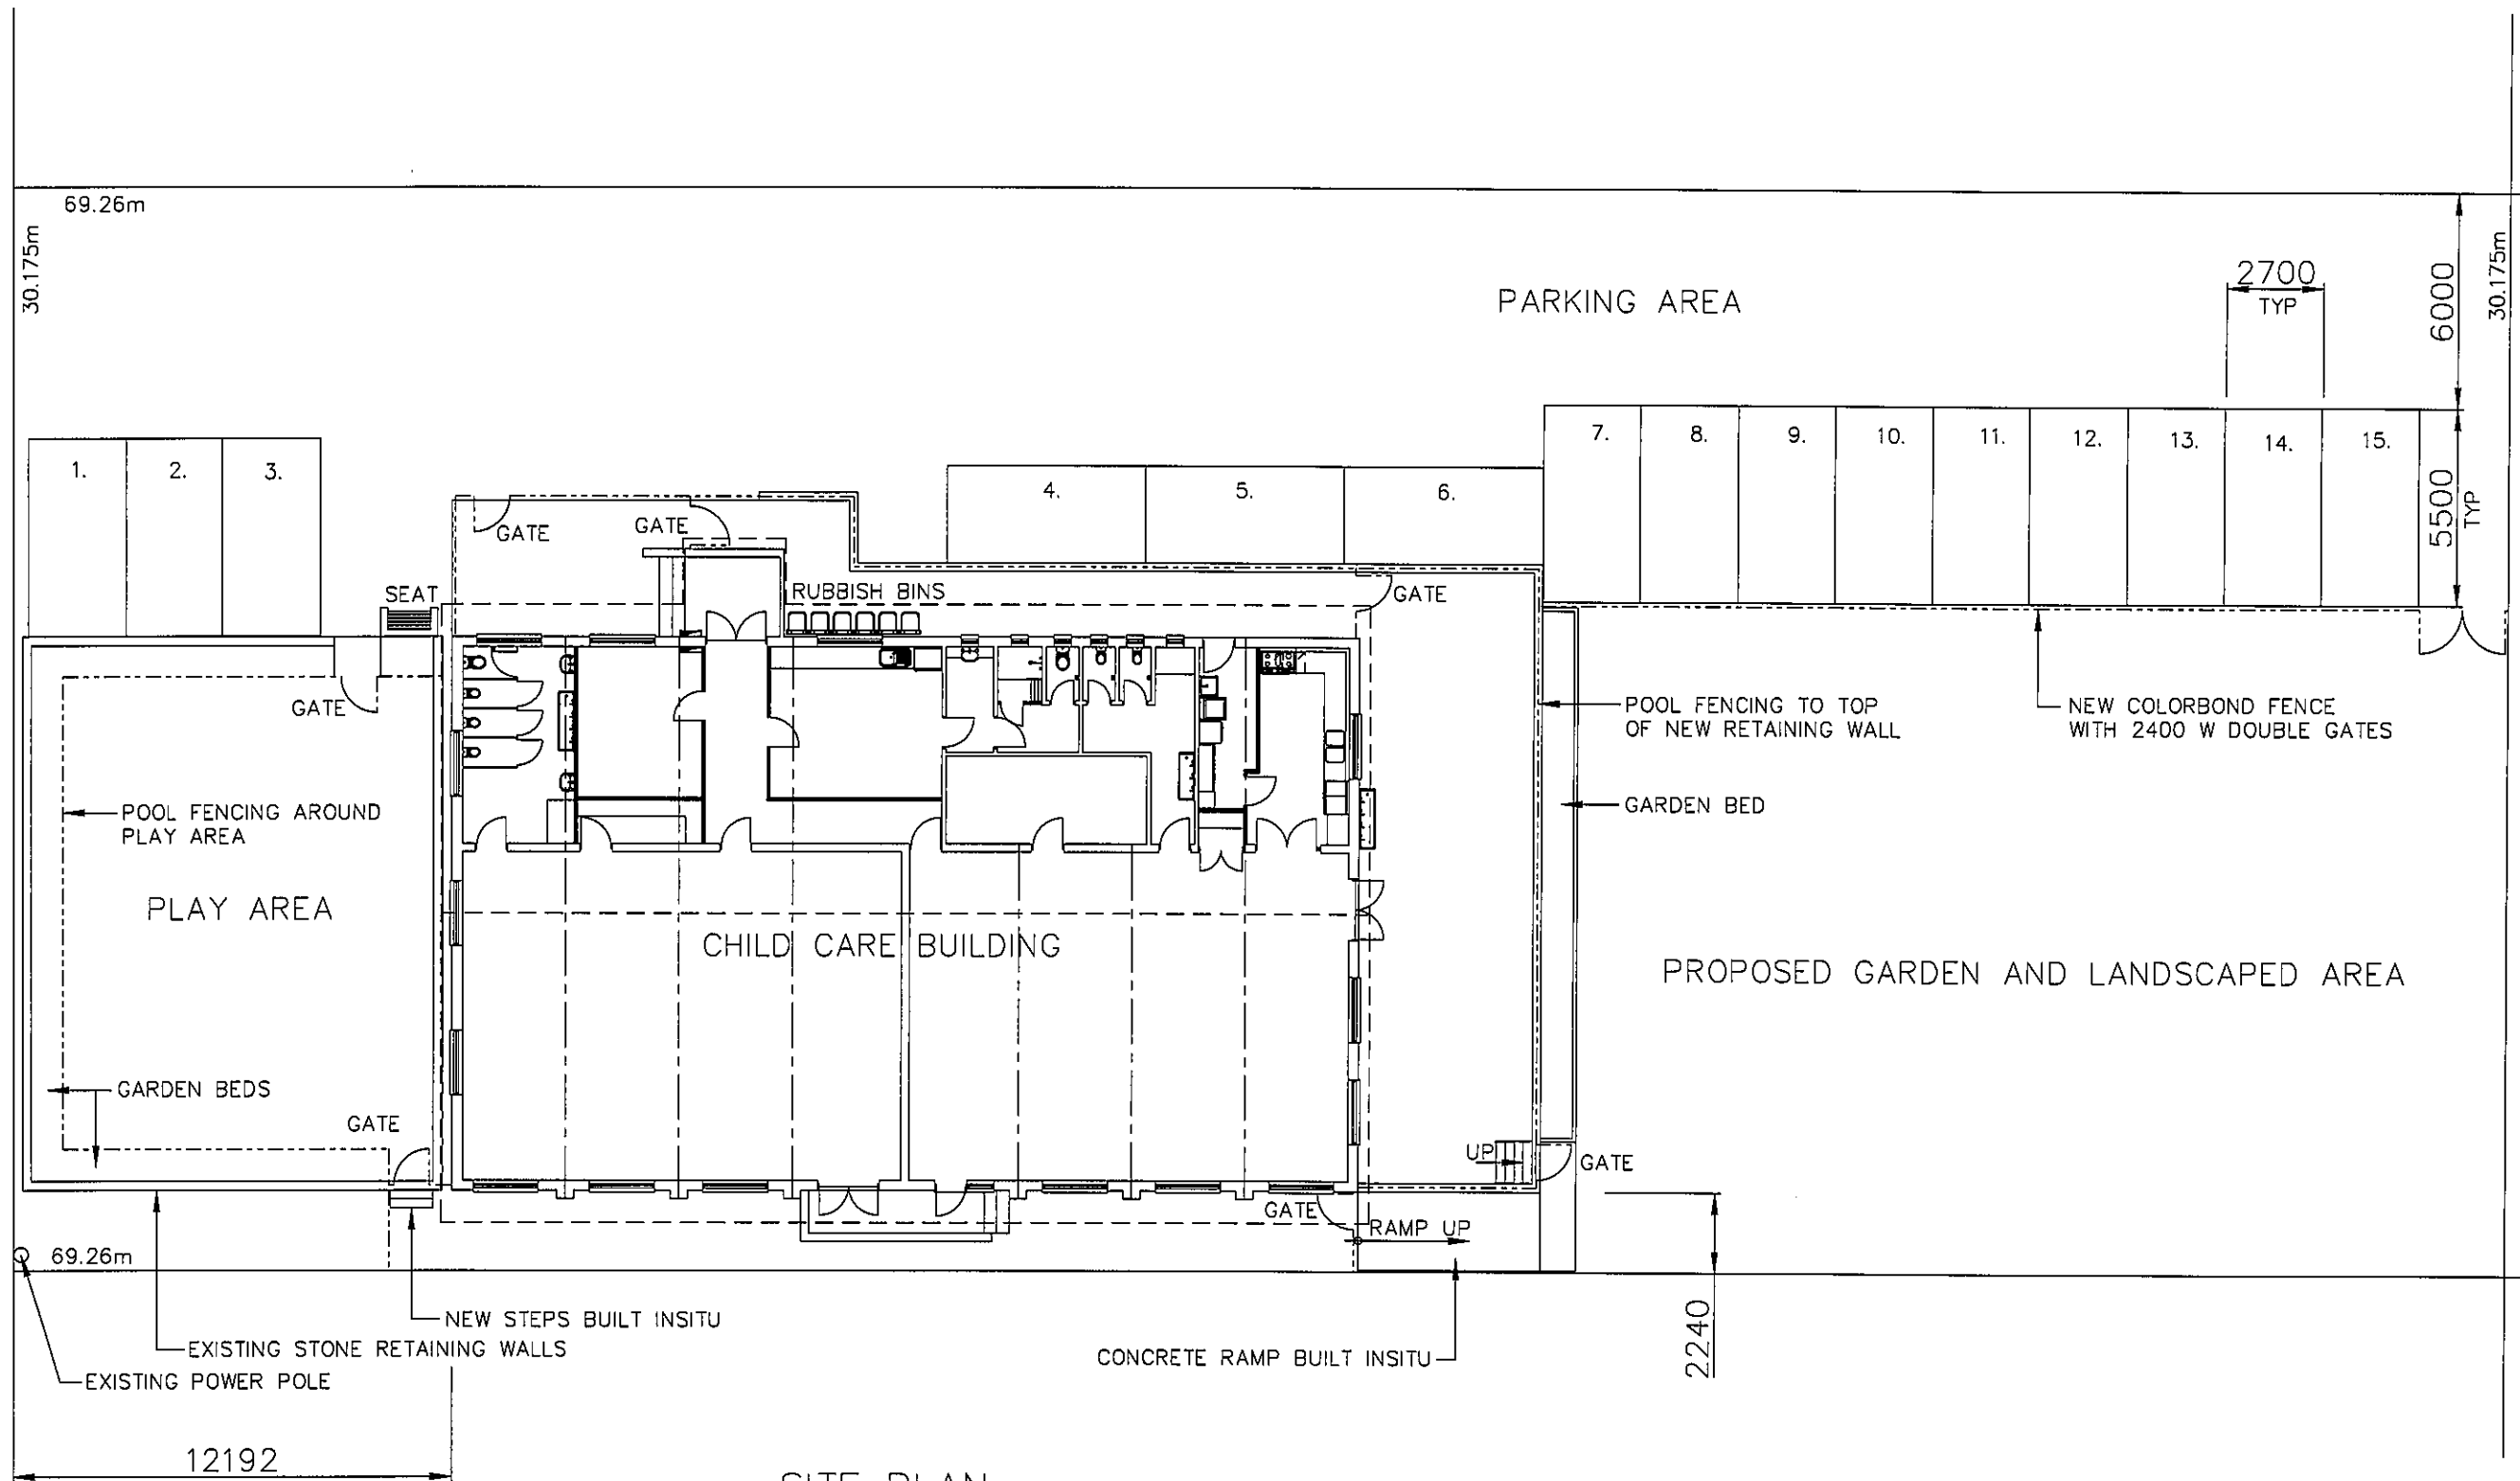 69.26m
30.175m
30.175m
2700
TYP
6000
PARKING AREA
1.
2.
3.
4.
5.
6.
7.
8.
9.
10.
11.
12.
13.
14.
15.
5500
TYP
GATE
GATE
SEAT
RUBBISH BINS
GATE
GATE
POOL FENCING TO TOP
OF NEW RETAINING WALL
NEW COLORBOND FENCE
WITH 2400 W DOUBLE GATES
POOL FENCING AROUND
PLAY AREA
GARDEN BED
PLAY AREA
CHILD CARE BUILDING
PROPOSED GARDEN AND LANDSCAPED AREA
GARDEN BEDS
GATE
UP
GATE
GATE
RAMP UP
69.26m
NEW STEPS BUILT INSITU
EXISTING STONE RETAINING WALLS
EXISTING POWER POLE
CONCRETE RAMP BUILT INSITU
2240
12192
SITE PLAN